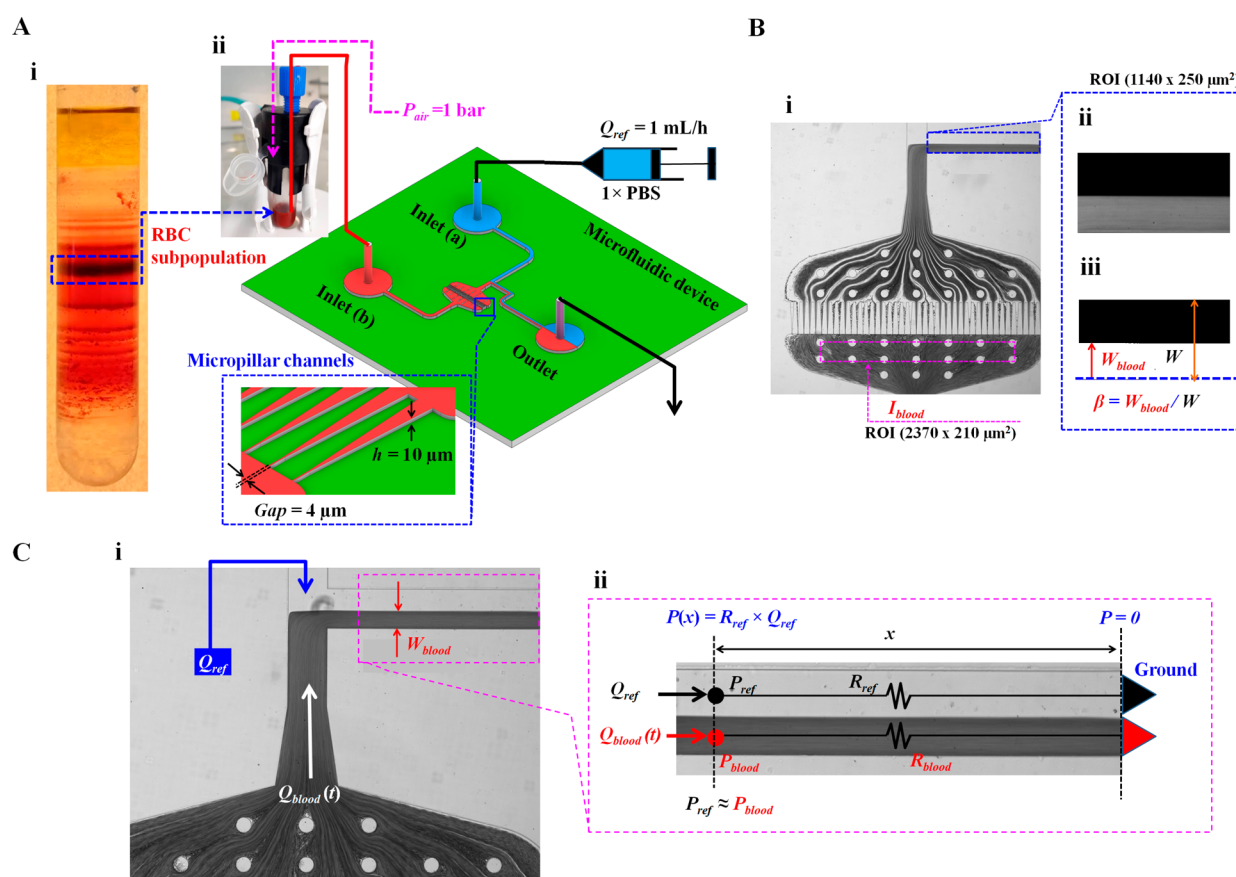 A
i
ii
P_air =1 bar
RBC
subpopulation
Q_ref = 1 mL/h
1× PBS
Inlet (a)
Microfluidic device
Inlet (b)
Outlet
Micropillar channels
h = 10 μm
Gap = 4 μm
B
i
ROI (1140 x 250 μm²)
ii
iii
W_blood
W
β = W_blood / W
I_blood
ROI (2370 x 210 μm²)
C
i
Q_ref
W_blood
Q_blood (t)
ii
P(x) = R_ref × Q_ref
P = 0
x
Ground
Q_ref
P_ref
R_ref
Q_blood (t)
P_blood
R_blood
P_ref ≈ P_blood